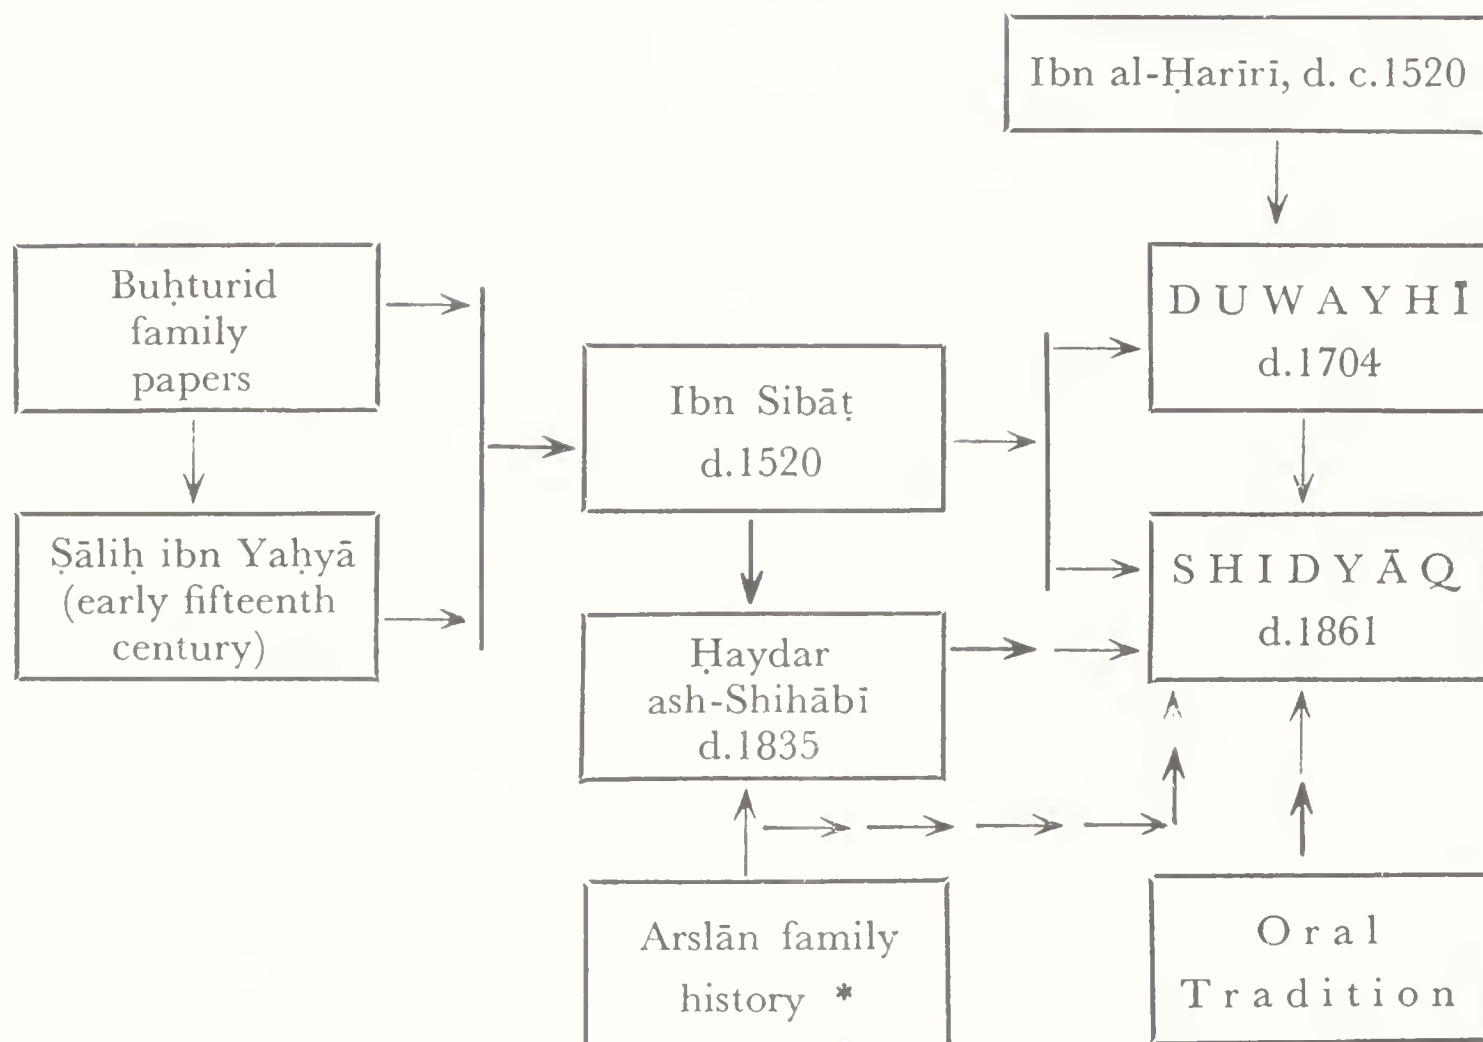 Ibn al-Ḥarīrī, d. c.1520
Buḥturid
family
papers
DUWAYHĪ
d.1704
Ibn Sibāṭ
d.1520
Ṣāliḥ ibn Yaḥyā
(early fifteenth
century)
SHIDYĀQ
d.1861
Ḥaydar
ash-Shihābī
d.1835
Arslān family
history *
Oral
Tradition